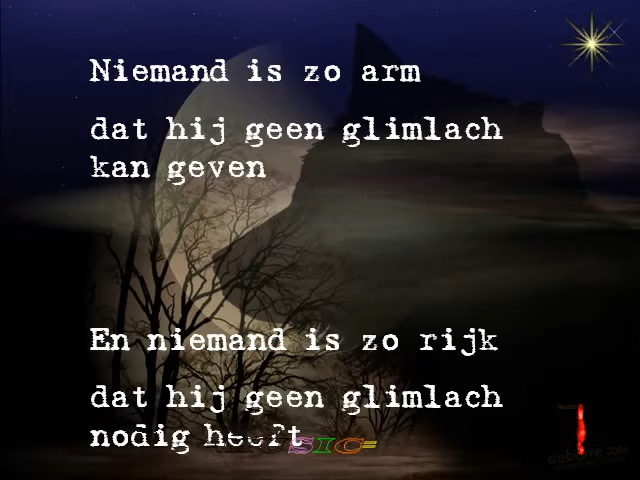 Niemand is zo arm
dat hij geen glimlach
kan geven
En niemand is zo rijk
dat hij geen glimlach
nodig heeft